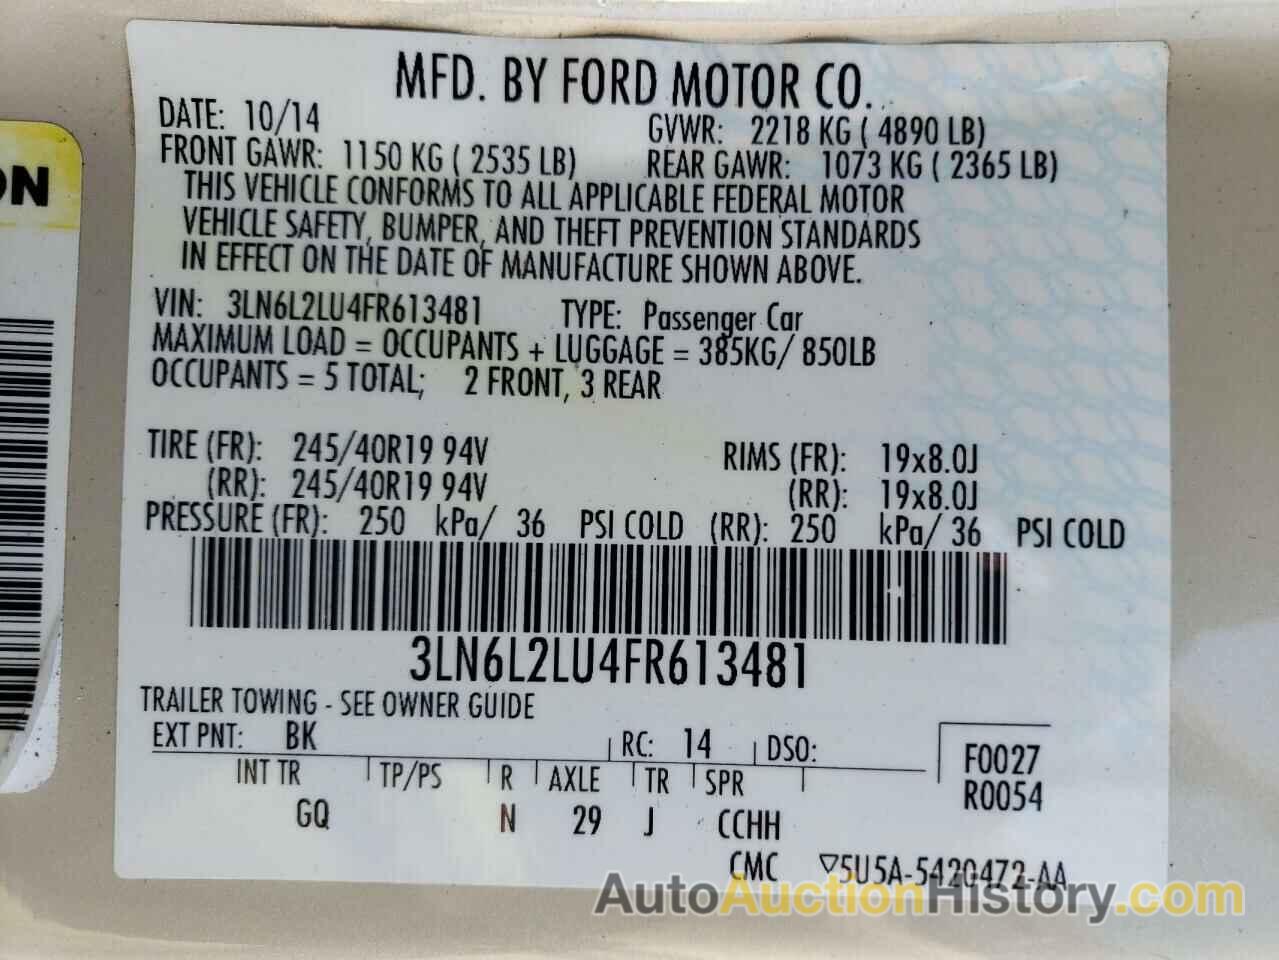 MFD. BY FORD MOTOR CO.
DATE: 10/14 GVWR: 2218 KG ( 4890 LB)
FRONT GAWR: 1150 KG ( 2535 LB) REAR GAWR: 1073 KG ( 2365 LB)
THIS VEHICLE CONFORMS TO ALL APPLICABLE FEDERAL MOTOR
VEHICLE SAFETY, BUMPER, AND THEFT PREVENTION STANDARDS
IN EFFECT ON THE DATE OF MANUFACTURE SHOWN ABOVE.
VIN: 3LN6L2LU4FR613481 TYPE: Passenger Car
MAXIMUM LOAD = OCCUPANTS + LUGGAGE = 385KG/ 850LB
OCCUPANTS = 5 TOTAL; 2 FRONT, 3 REAR
TIRE (FR): 245/40R19 94V RIMS (FR): 19x8.0J
(RR): 245/40R19 94V (RR): 19x8.0J
PRESSURE (FR): 250 kPa/ 36 PSI COLD (RR): 250 kPa/ 36 PSI COLD
3LN6L2LU4FR613481
TRAILER TOWING - SEE OWNER GUIDE
EXT PNT: BK RC: 14 DSO: F0027
INT TR TP/PS R AXLE TR SPR R0054
GQ N 29 J CCHH
CMC ▽5U5A-5420472-AA
ON
AutoAuctionHistory.com